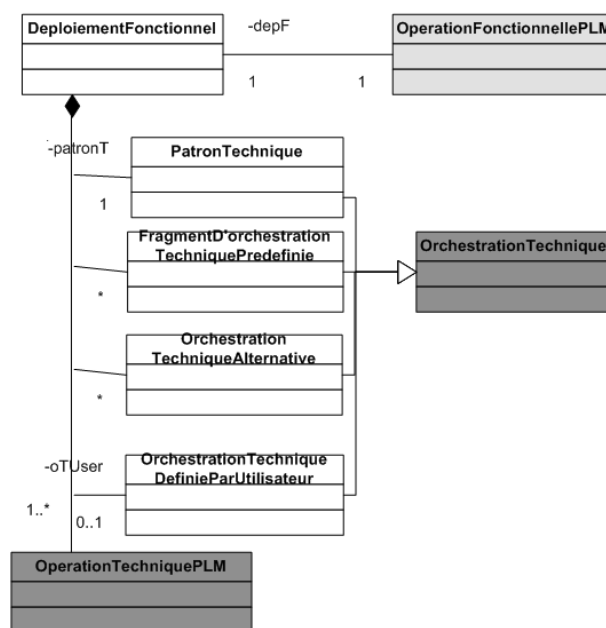 DeploiementFonctionnel
-depF
OperationFonctionnellePLM
1
1
-patronT
PatronTechnique
1
FragmentD'orchestration
TechniquePredefinie
OrchestrationTechnique
*
Orchestration
TechniqueAlternative
*
-oTUser
OrchestrationTechnique
DefinieParUtilisateur
1..*
0..1
OperationTechniquePLM